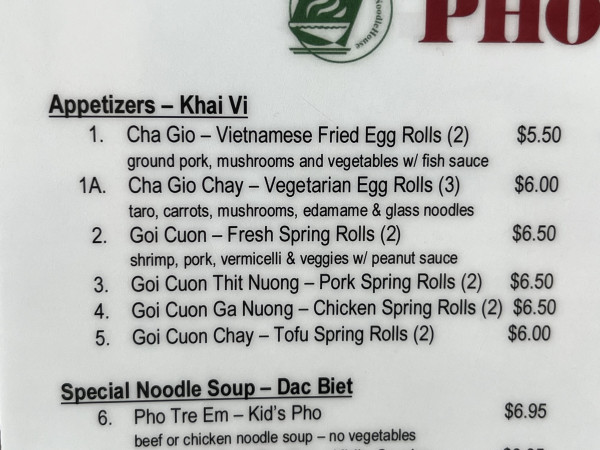 NoodleHouse
PHO
Appetizers – Khai Vi
1. Cha Gio – Vietnamese Fried Egg Rolls (2) $5.50
ground pork, mushrooms and vegetables w/ fish sauce
1A. Cha Gio Chay – Vegetarian Egg Rolls (3) $6.00
taro, carrots, mushrooms, edamame & glass noodles
2. Goi Cuon – Fresh Spring Rolls (2) $6.50
shrimp, pork, vermicelli & veggies w/ peanut sauce
3. Goi Cuon Thit Nuong – Pork Spring Rolls (2) $6.50
4. Goi Cuon Ga Nuong – Chicken Spring Rolls (2) $6.50
5. Goi Cuon Chay – Tofu Spring Rolls (2) $6.00
Special Noodle Soup – Dac Biet
6. Pho Tre Em – Kid's Pho $6.95
beef or chicken noodle soup – no vegetables